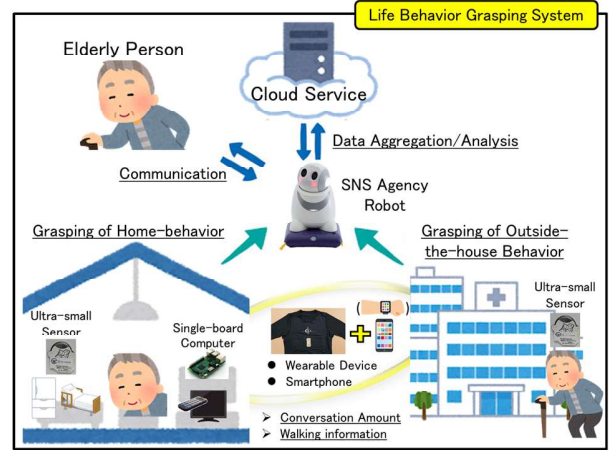 Life Behavior Grasping System
Elderly Person
Cloud Service
Data Aggregation/Analysis
Communication
SNS Agency
Robot
Grasping of Home-behavior
Grasping of Outside-
the-house Behavior
Ultra-small
Sensor
Single-board
Computer
Ultra-small
Sensor
● Wearable Device
● Smartphone
➢ Conversation Amount
➢ Walking information